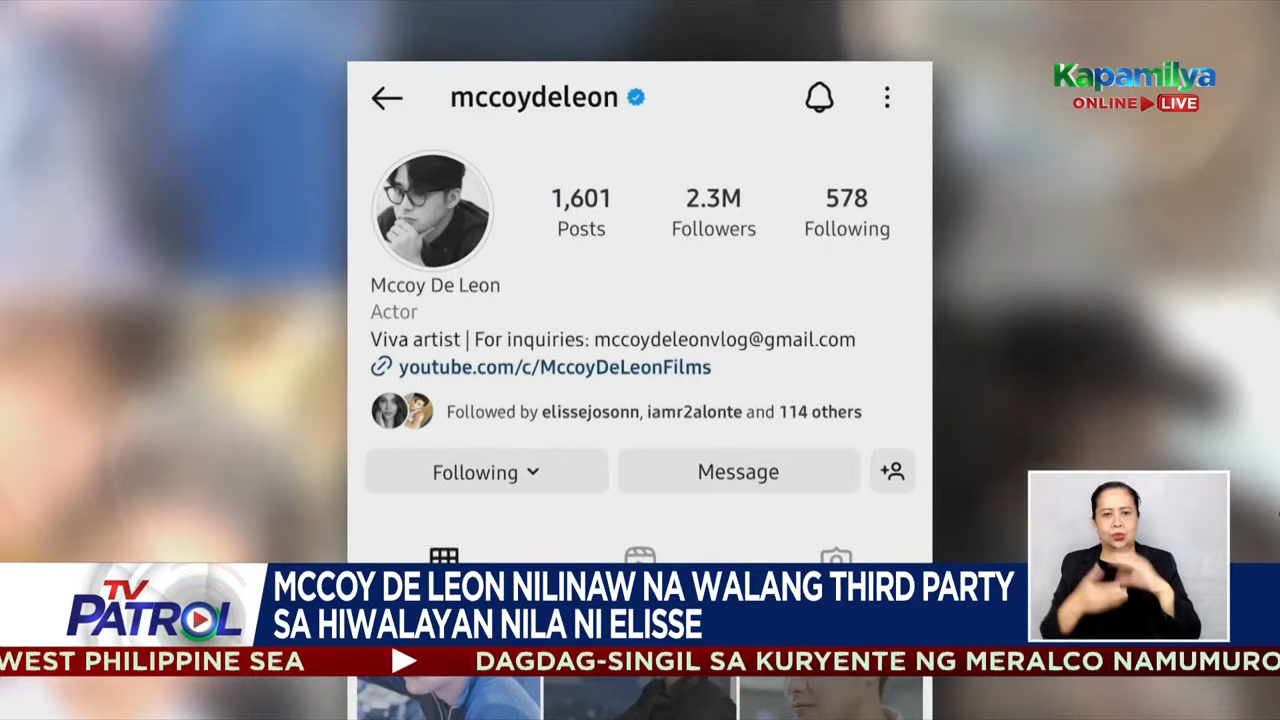 Kapamilya
ONLINE LIVE
mccoydeleon
1,601
Posts
2.3M
Followers
578
Following
Mccoy De Leon
Actor
Viva artist | For inquiries: mccoydeleonvlog@gmail.com
youtube.com/c/MccoyDeLeonFilms
Followed by elissejosonn, iamr2alonte and 114 others
Following
Message
TV PATROL
MCCOY DE LEON NILINAW NA WALANG THIRD PARTY
SA HIWALAYAN NILA NI ELISSE
WEST PHILIPPINE SEA DAGDAG-SINGIL SA KURYENTE NG MERALCO NAMUMURO